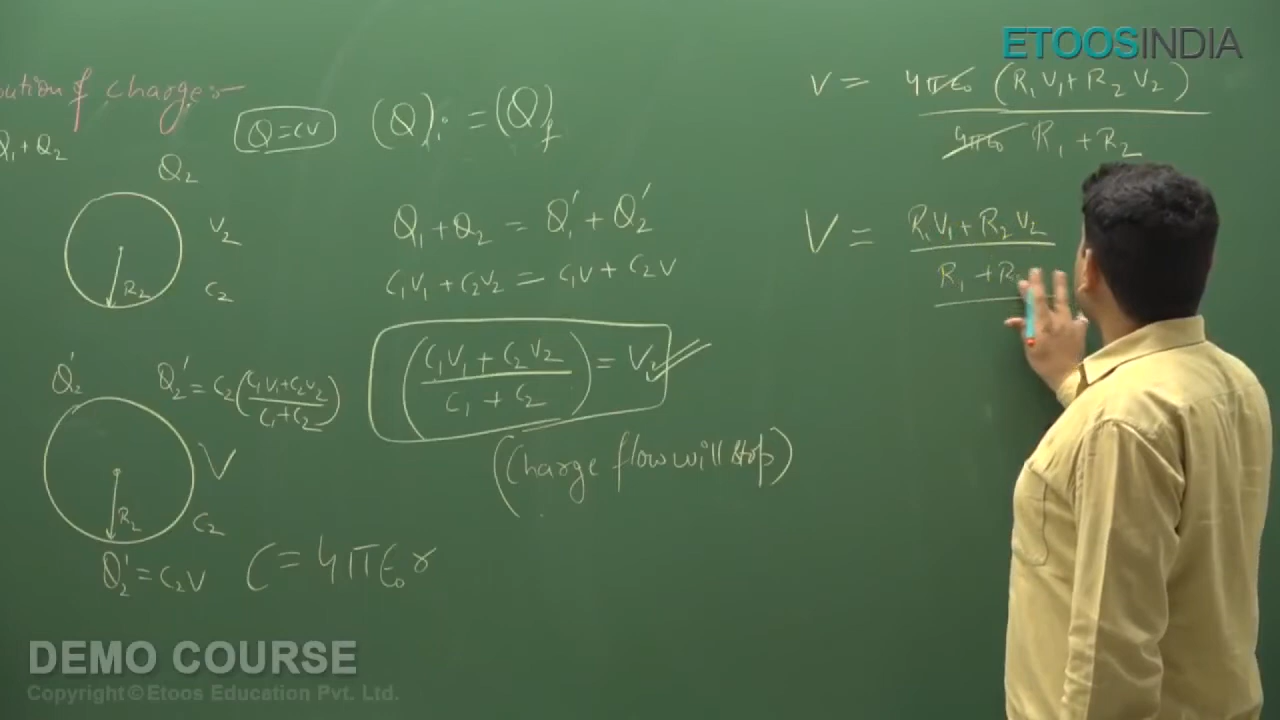 ETOOSINDIA
bution of charges
Q₁+Q₂
Q₂
V₂
R₂
C₂
Q=CV
(Q)ᵢ = (Q)f
Q₁ + Q₂ = Q₁' + Q₂'
C₁V₁ + C₂V₂ = C₁V + C₂V
(C₁V₁ + C₂V₂ / C₁ + C₂) = V
(Charge flow will stop)
Q₂'
Q₂' = C₂(C₁V₁+C₂V₂ / C₁+C₂)
V
R₂
C₂
Q₂' = C₂V
C = 4πε₀r
V = 4πε₀ (R₁V₁+R₂V₂) / 4πε₀ R₁+R₂
V = R₁V₁+R₂V₂ / R₁+R₂
DEMO COURSE
Copyright © Etoos Education Pvt. Ltd.